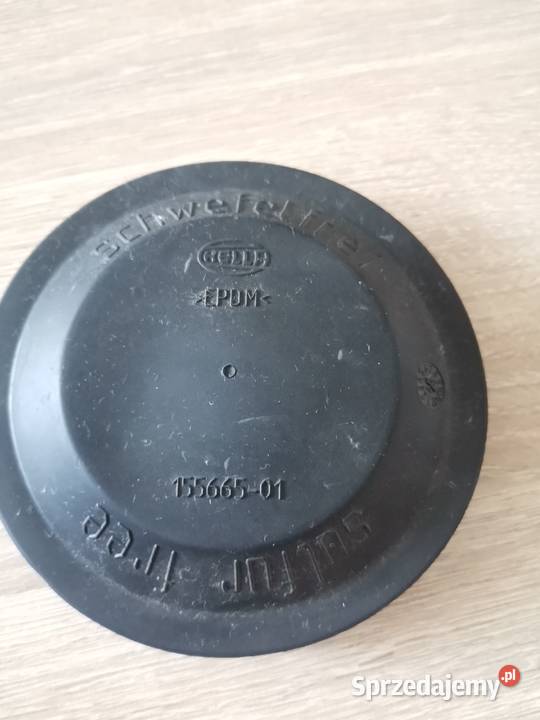 schwefelfrei
HELLA
>EPDM<
155665-01
sulfur-free
Sprzedajemy.pl